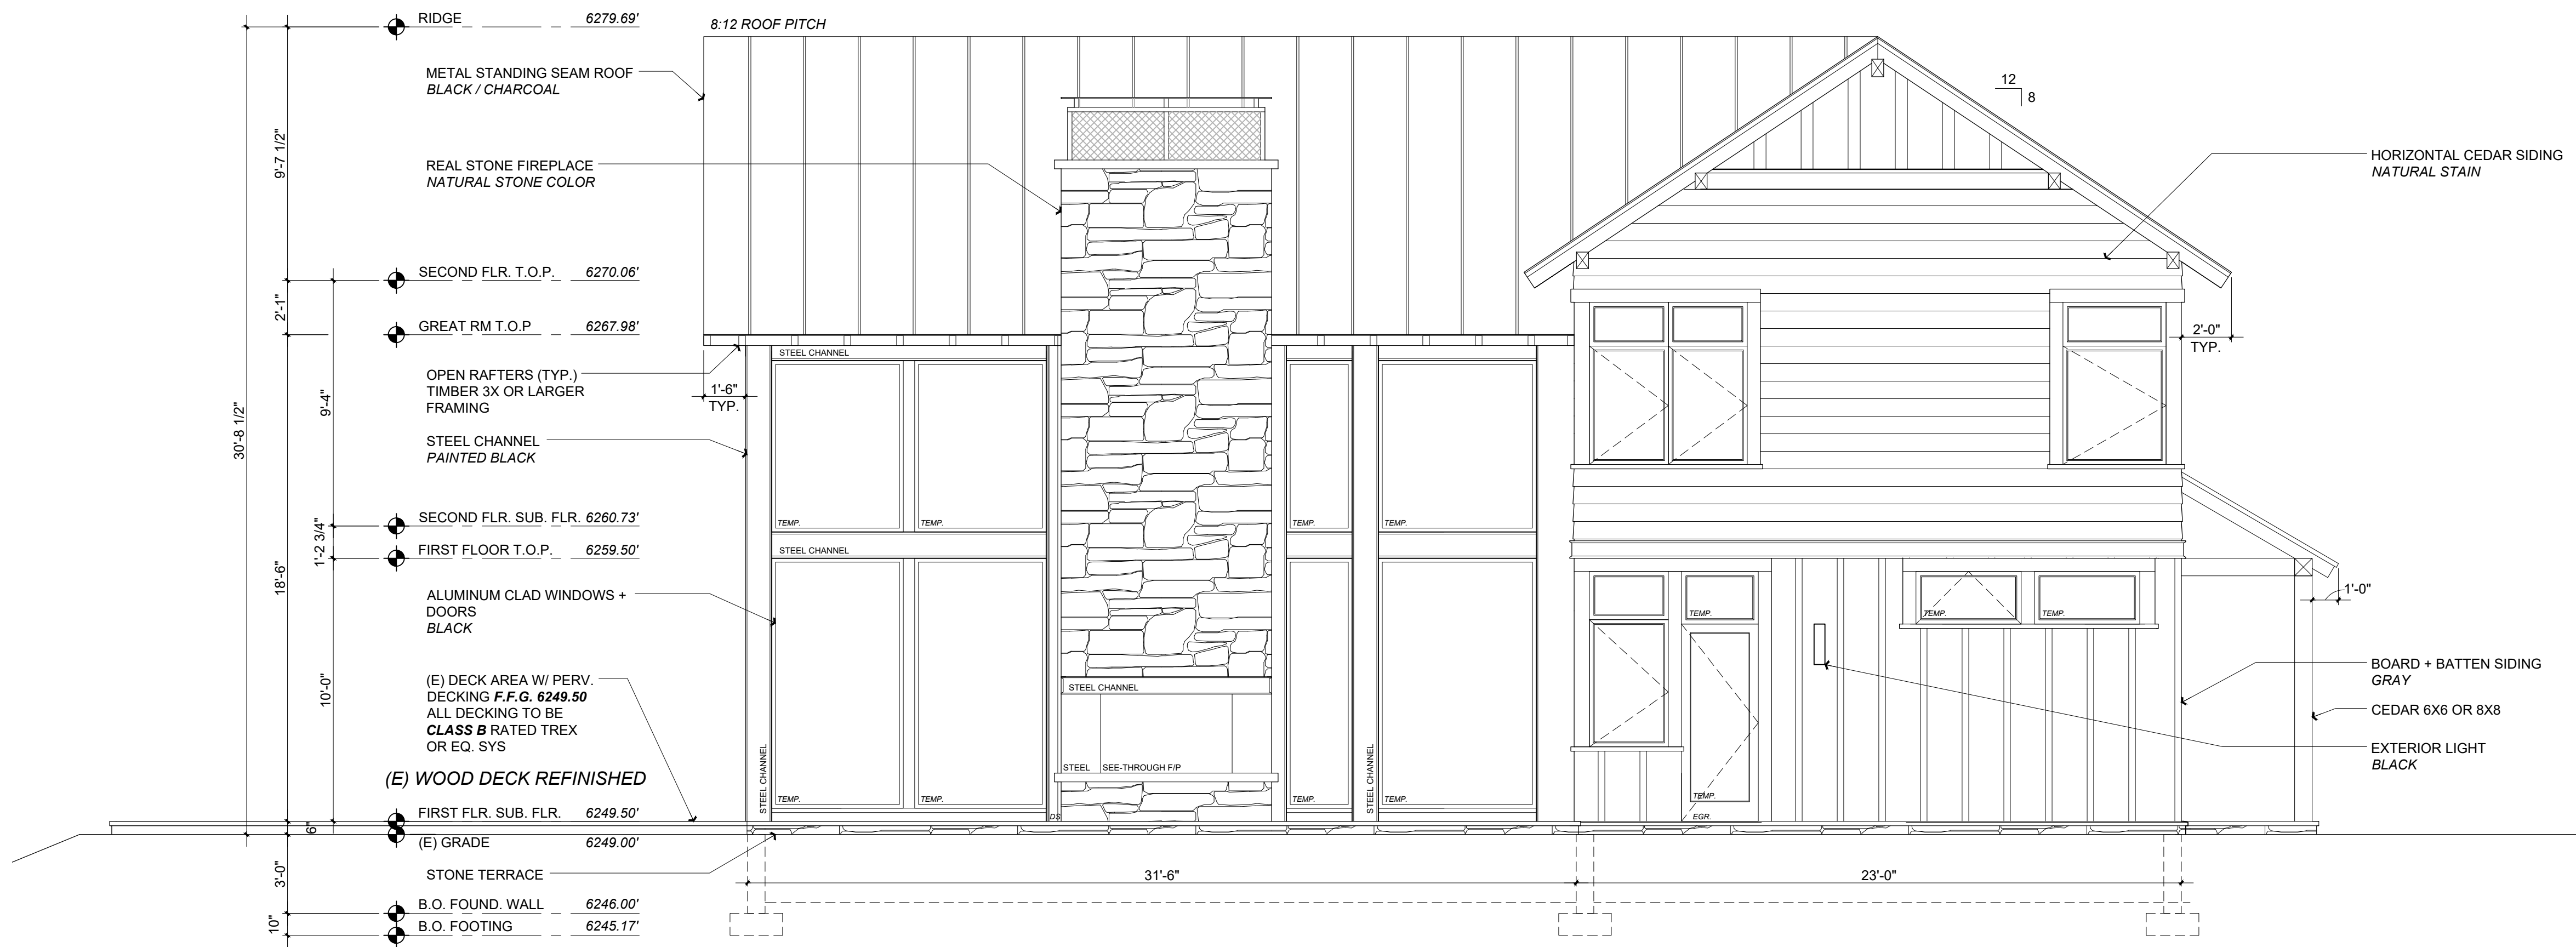 RIDGE 6279.69'
8:12 ROOF PITCH
METAL STANDING SEAM ROOF
BLACK / CHARCOAL
12
8
9'-7 1/2"
REAL STONE FIREPLACE
NATURAL STONE COLOR
HORIZONTAL CEDAR SIDING
NATURAL STAIN
SECOND FLR. T.O.P. 6270.06'
2'-1"
GREAT RM T.O.P 6267.98'
2'-0"
TYP.
STEEL CHANNEL
OPEN RAFTERS (TYP.)
TIMBER 3X OR LARGER
FRAMING
1'-6"
TYP.
30'-8 1/2"
9'-4"
STEEL CHANNEL
PAINTED BLACK
SECOND FLR. SUB. FLR. 6260.73'
TEMP.
TEMP.
TEMP.
TEMP.
1'-2 3/4"
FIRST FLOOR T.O.P. 6259.50'
STEEL CHANNEL
18'-6"
ALUMINUM CLAD WINDOWS +
DOORS
BLACK
1'-0"
TEMP.
TEMP.
TEMP.
10'-0"
(E) DECK AREA W/ PERV.
DECKING F.F.G. 6249.50
ALL DECKING TO BE
CLASS B RATED TREX
OR EQ. SYS
STEEL CHANNEL
BOARD + BATTEN SIDING
GRAY
CEDAR 6X6 OR 8X8
EXTERIOR LIGHT
BLACK
(E) WOOD DECK REFINISHED
STEEL CHANNEL
STEEL SEE-THROUGH F/P
STEEL CHANNEL
TEMP.
TEMP.
TEMP.
TEMP.
TEMP.
FIRST FLR. SUB. FLR. 6249.50'
DS
EGR.
6"
(E) GRADE 6249.00'
STONE TERRACE
3'-0"
31'-6"
23'-0"
B.O. FOUND. WALL 6246.00'
10"
B.O. FOOTING 6245.17'